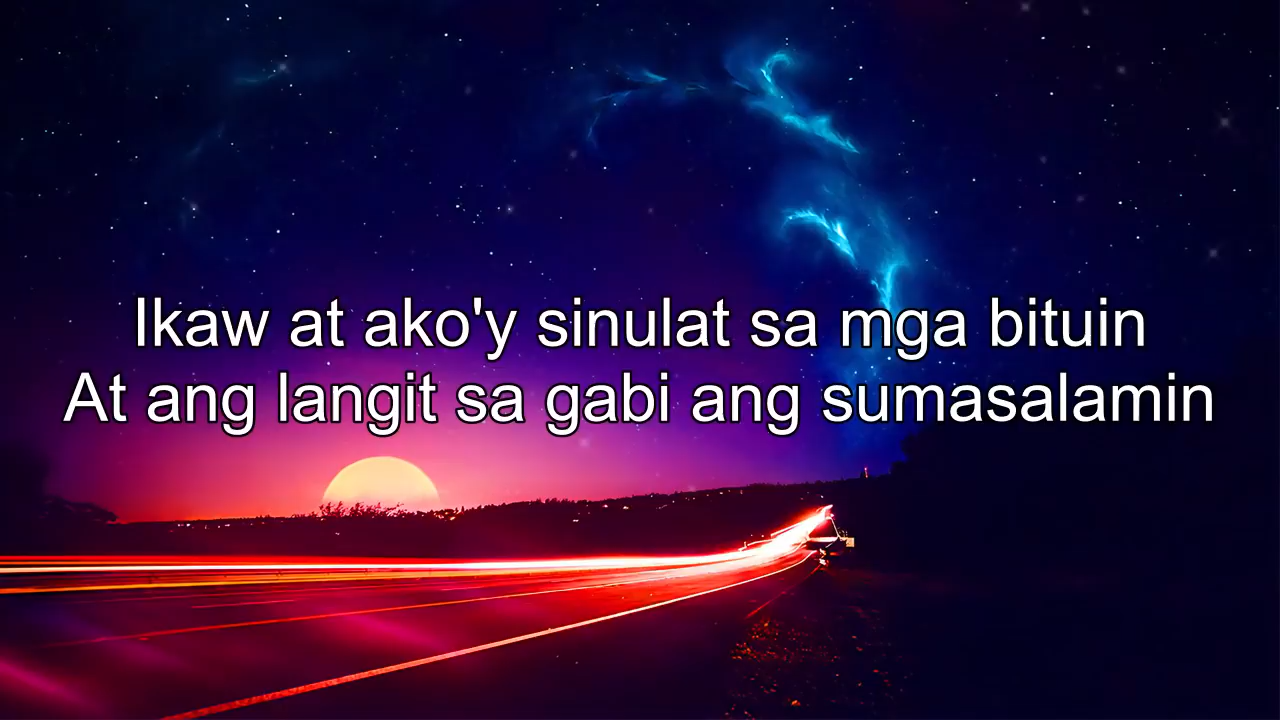 Ikaw at ako'y sinulat sa mga bituin
At ang langit sa gabi ang sumasalamin